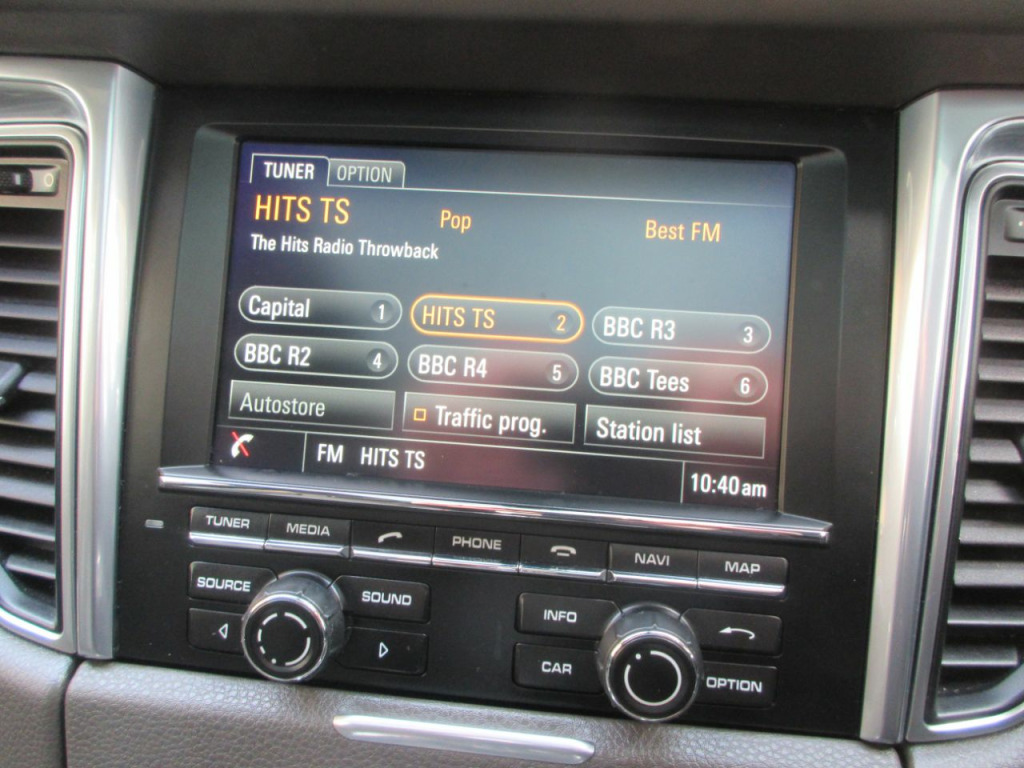 TUNER OPTION
HITS TS Pop Best FM
The Hits Radio Throwback
Capital 1 HITS TS 2 BBC R3 3
BBC R2 4 BBC R4 5 BBC Tees 6
Autostore Traffic prog. Station list
FM HITS TS 10:40 am
TUNER MEDIA PHONE NAVI MAP
SOURCE SOUND INFO
CAR OPTION